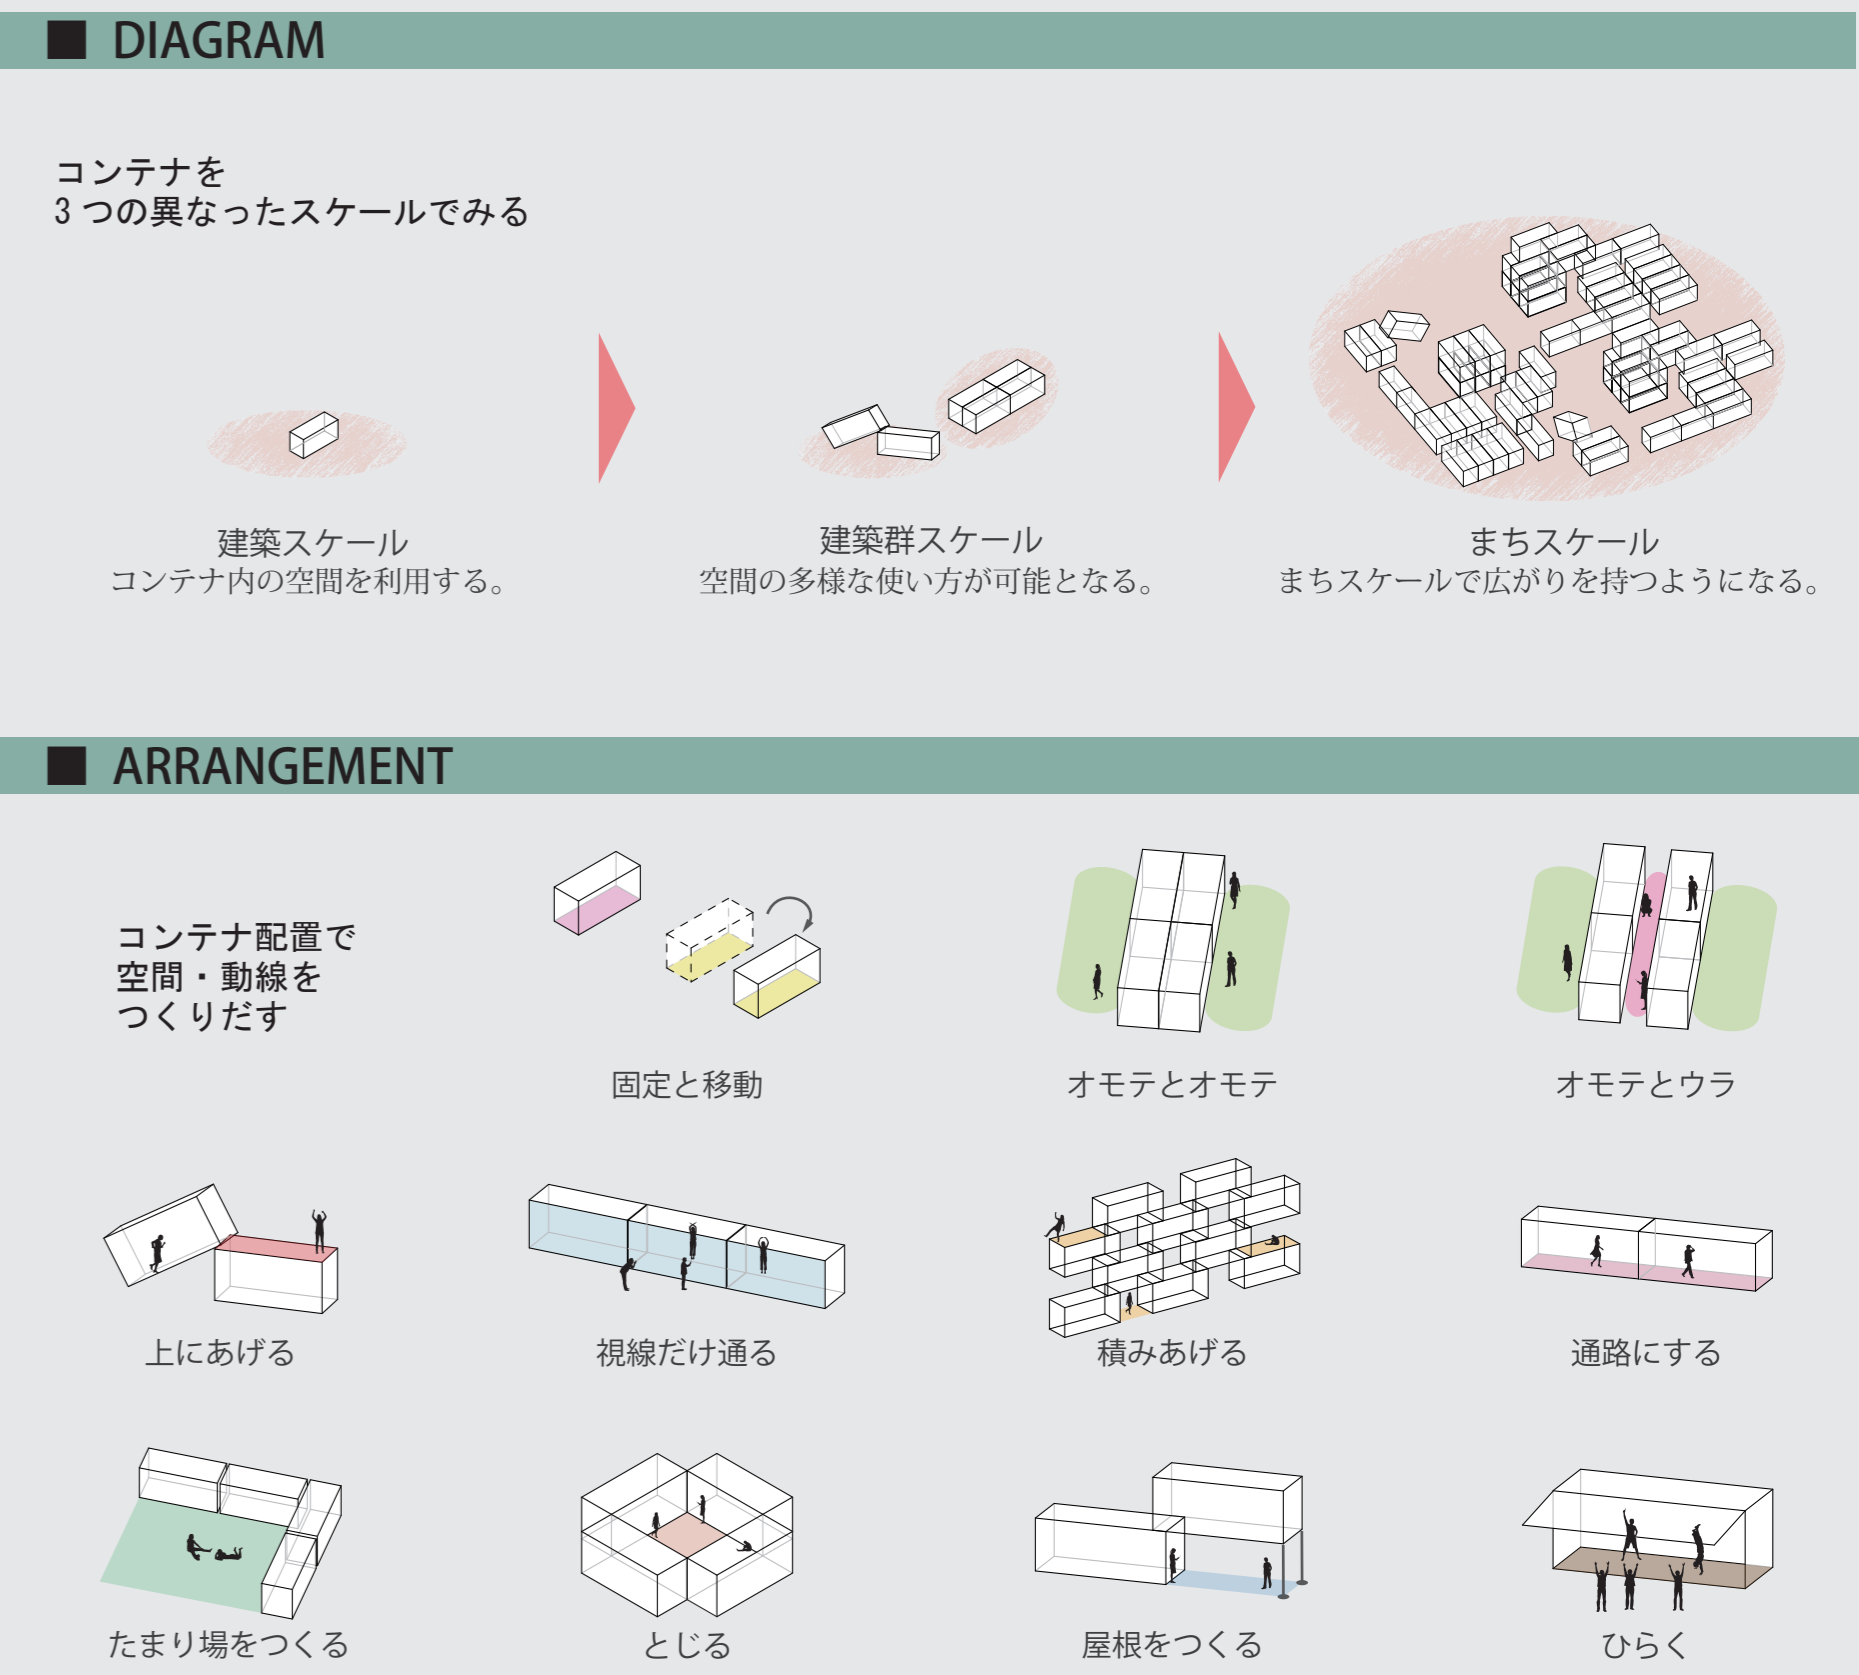 ■ DIAGRAM
コンテナを
3つの異なったスケールでみる
建築スケール
コンテナ内の空間を利用する。
建築群スケール
空間の多様な使い方が可能となる。
まちスケール
まちスケールで広がりを持つようになる。
■ ARRANGEMENT
コンテナ配置で
空間・動線を
つくりだす
固定と移動
オモテとオモテ
オモテとウラ
上にあげる
視線だけ通る
積みあげる
通路にする
たまり場をつくる
とじる
屋根をつくる
ひらく